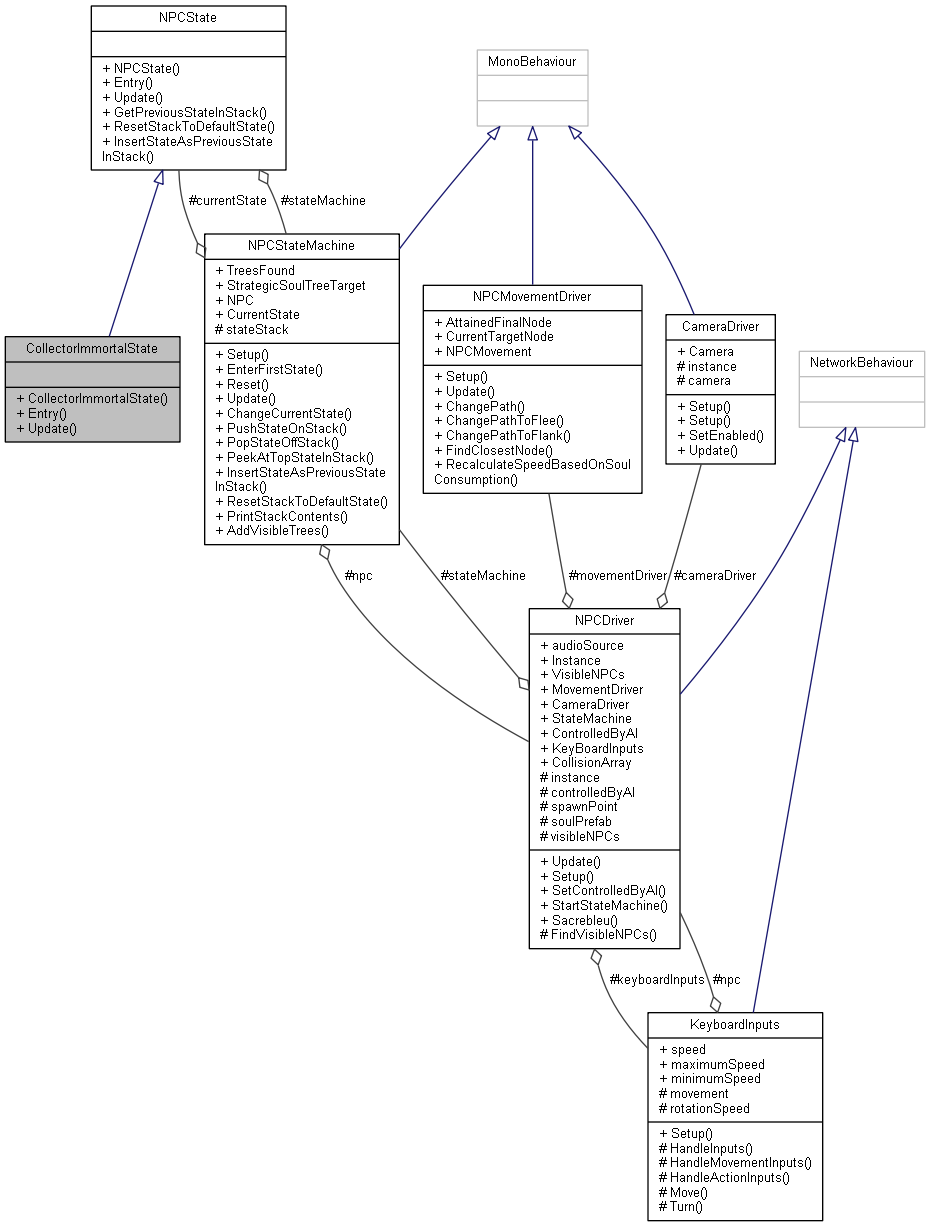 NPCState
+ NPCState()
+ Entry()
+ Update()
+ GetPreviousStateInStack()
+ ResetStackToDefaultState()
+ InsertStateAsPreviousState
InStack()
MonoBehaviour
#currentState
#stateMachine
NPCStateMachine
+ TreesFound
+ StrategicSoulTreeTarget
+ NPC
+ CurrentState
# stateStack
+ Setup()
+ EnterFirstState()
+ Reset()
+ Update()
+ ChangeCurrentState()
+ PushStateOnStack()
+ PopStateOffStack()
+ PeekAtTopStateInStack()
+ InsertStateAsPreviousState
InStack()
+ ResetStackToDefaultState()
+ PrintStackContents()
+ AddVisibleTrees()
NPCMovementDriver
+ AttainedFinalNode
+ CurrentTargetNode
+ NPCMovement
+ Setup()
+ Update()
+ ChangePath()
+ ChangePathToFlee()
+ ChangePathToFlank()
+ FindClosestNode()
+ RecalculateSpeedBasedOnSoul
Consumption()
CameraDriver
+ Camera
# instance
# camera
+ Setup()
+ Setup()
+ SetEnabled()
+ Update()
CollectorImmortalState
+ CollectorImmortalState()
+ Entry()
+ Update()
NetworkBehaviour
#npc
#stateMachine
#movementDriver
#cameraDriver
NPCDriver
+ audioSource
+ Instance
+ VisibleNPCs
+ MovementDriver
+ CameraDriver
+ StateMachine
+ ControlledByAI
+ KeyBoardInputs
+ CollisionArray
# instance
# controlledByAI
# spawnPoint
# soulPrefab
# visibleNPCs
+ Update()
+ Setup()
+ SetControlledByAI()
+ StartStateMachine()
+ Sacrebleu()
# FindVisibleNPCs()
#keyboardInputs
#npc
KeyboardInputs
+ speed
+ maximumSpeed
+ minimumSpeed
# movement
# rotationSpeed
+ Setup()
# HandleInputs()
# HandleMovementInputs()
# HandleActionInputs()
# Move()
# Turn()